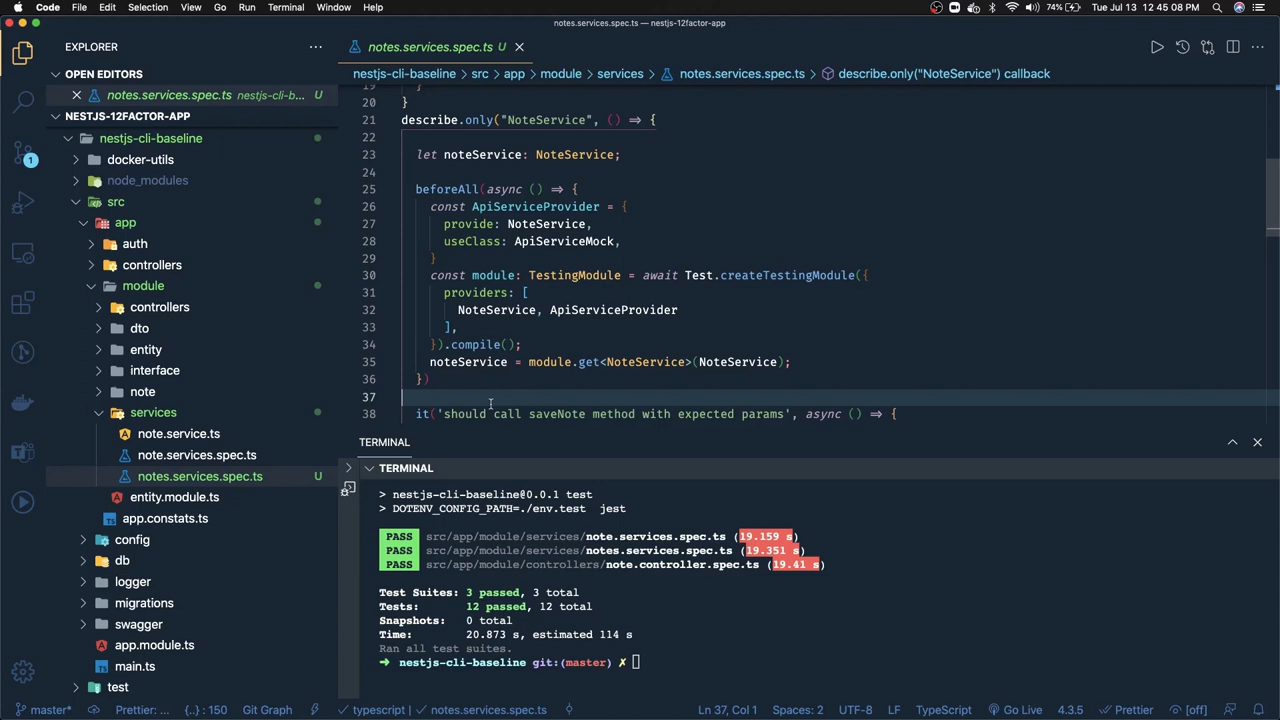 Code File Edit Selection View Go Run Terminal Window Help 74% Tue Jul 13 12:45:08 PM
notes.services.spec.ts — nestjs-12factor-app
EXPLORER
OPEN EDITORS
notes.services.spec.ts nestjs-cli-b... U
NESTJS-12FACTOR-APP
nestjs-cli-baseline
docker-utils
node_modules
src
app
auth
controllers
module
controllers
dto
entity
interface
note
services
note.service.ts
note.services.spec.ts
notes.services.spec.ts U
entity.module.ts
app.constats.ts
config
db
logger
migrations
swagger
app.module.ts
main.ts
test
1
notes.services.spec.ts U
nestjs-cli-baseline › src › app › module › services › notes.services.spec.ts › describe.only("NoteService") callback
19 }
20 }
21 describe.only("NoteService", () => {
22
23 let noteService: NoteService;
24
25 beforeAll(async () => {
26 const ApiServiceProvider = {
27 provide: NoteService,
28 useClass: ApiServiceMock,
29 }
30 const module: TestingModule = await Test.createTestingModule({
31 providers: [
32 NoteService, ApiServiceProvider
33 ],
34 }).compile();
35 noteService = module.get<NoteService>(NoteService);
36 })
37
38 it('should call saveNote method with expected params', async () => {
TERMINAL
TERMINAL
> nestjs-cli-baseline@0.0.1 test
> DOTENV_CONFIG_PATH=./env.test jest
PASS src/app/module/services/note.services.spec.ts (19.159 s)
PASS src/app/module/services/notes.services.spec.ts (19.351 s)
PASS src/app/module/controllers/note.controller.spec.ts (19.41 s)
Test Suites: 3 passed, 3 total
Tests: 12 passed, 12 total
Snapshots: 0 total
Time: 20.873 s, estimated 114 s
Ran all test suites.
➜ nestjs-cli-baseline git:(master) ✗
master* Prettier: ... {..} : 150 Git Graph typescript | notes.services.spec.ts Ln 37, Col 1 Spaces: 2 UTF-8 LF TypeScript Go Live 4.3.5 Prettier [off]